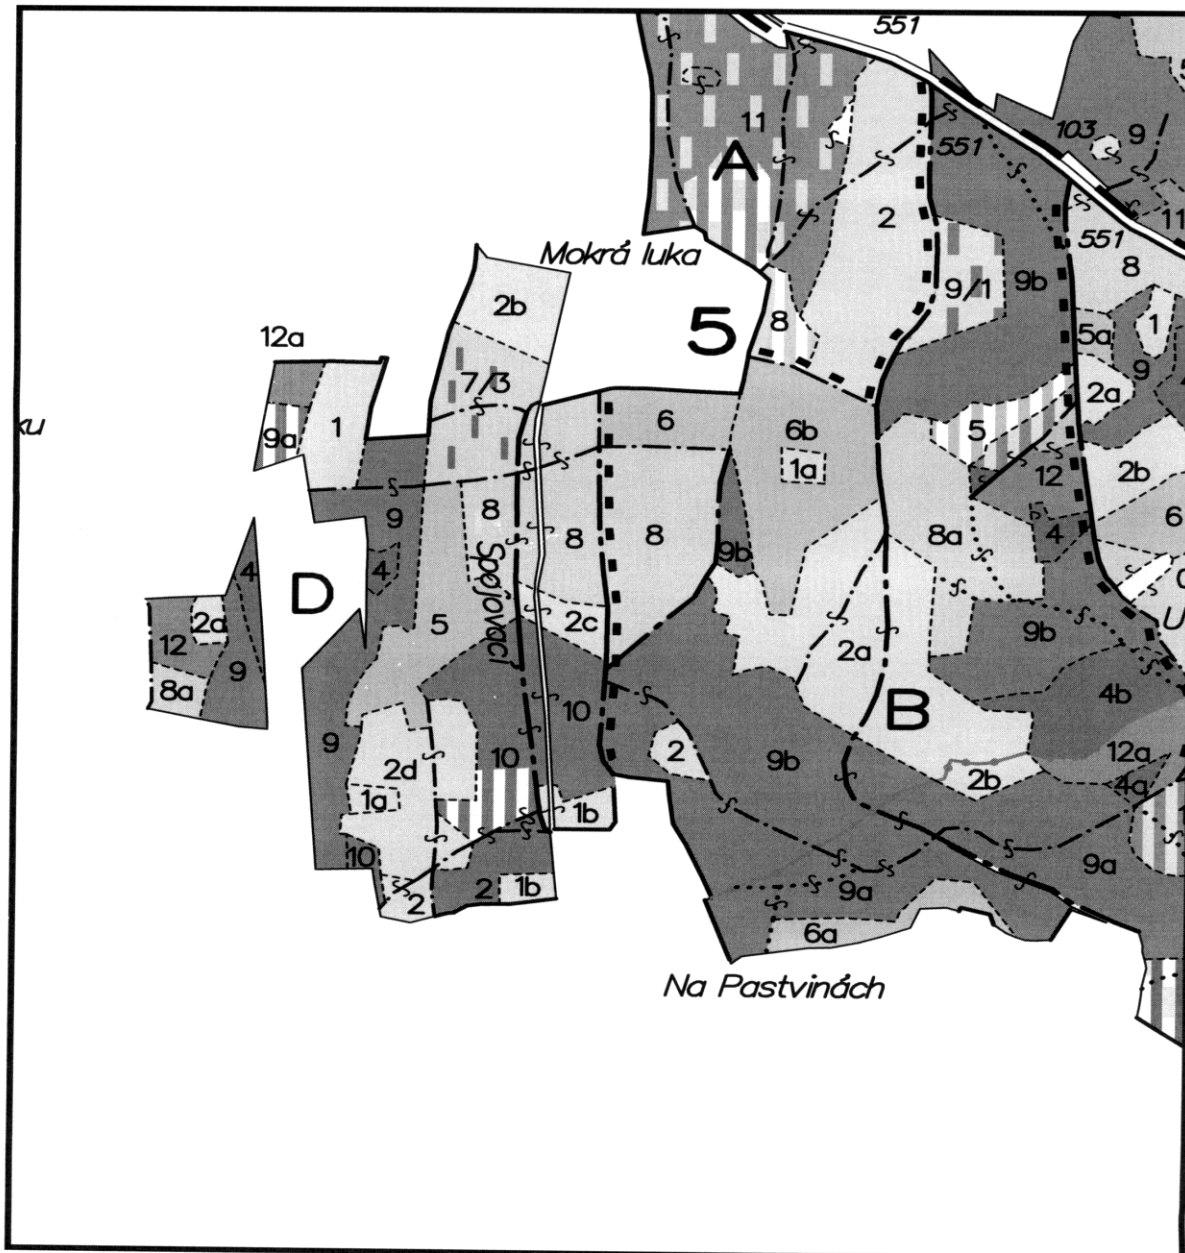 551
103
9
11
A
551
11
2
551
8
Mokrá luka
2b
9/1
9b
5
8
1
5a
12a
9
7/3
2a
ku
9a
1
6
6b
5
1a
2b
12
9
8
8
8
8a
6
4
9b
4
4
D
Spojovací
5
2c
2d
12
9
2a
9b
U
8a
4b
10
B
9
10
2
9b
12a
2d
2b
4a
1a
1b
10
9a
2
2
1b
9a
6a
Na Pastvinách